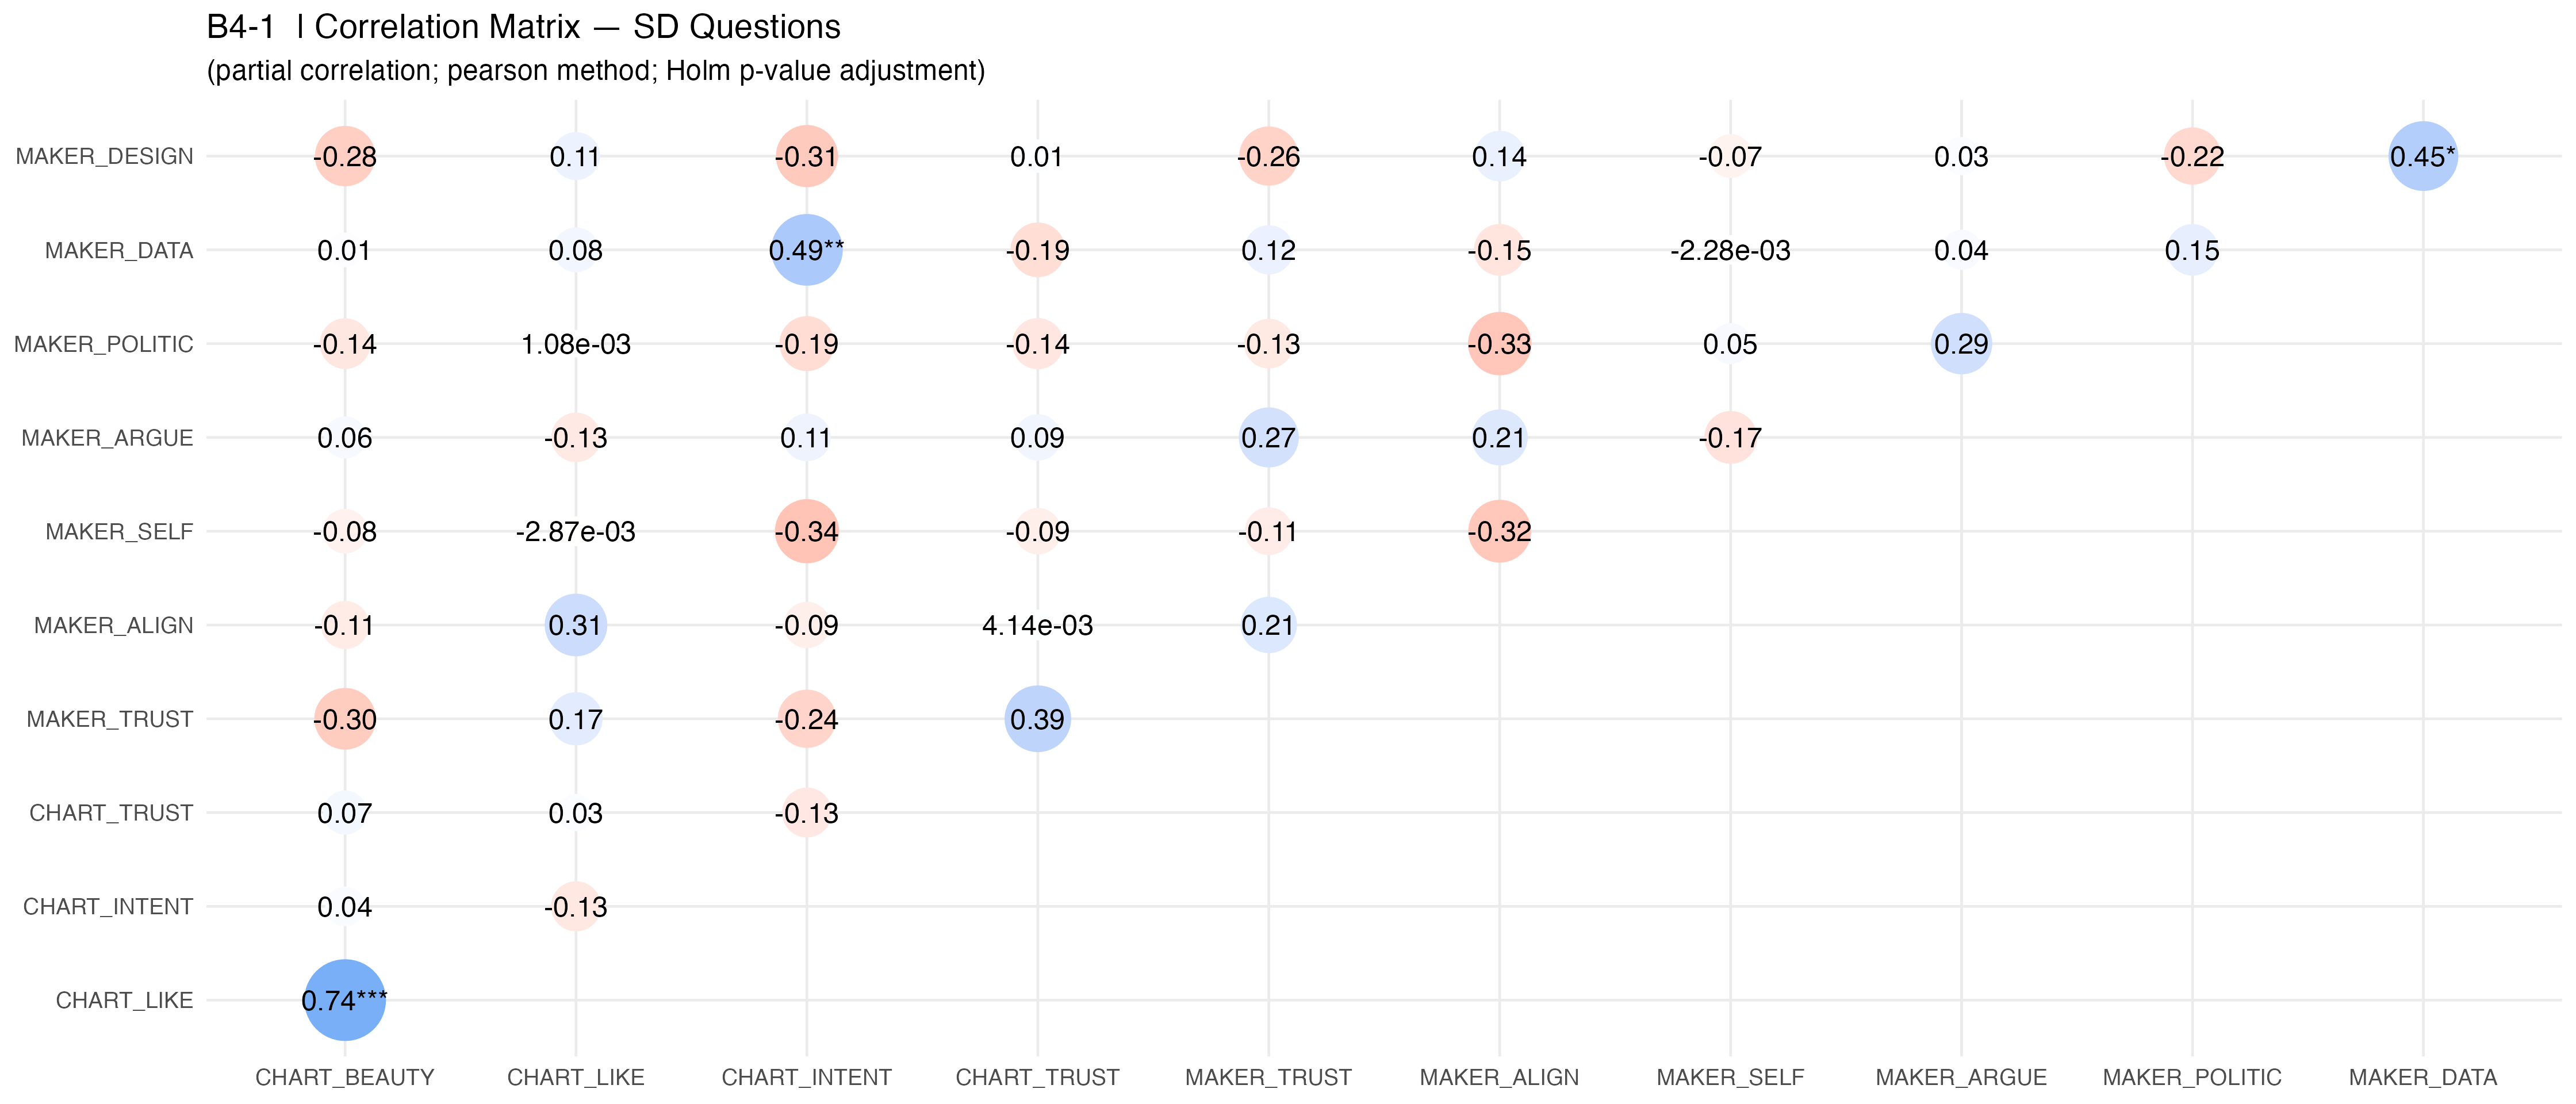 B4-1 | Correlation Matrix — SD Questions
(partial correlation; pearson method; Holm p-value adjustment)
MAKER_DESIGN -0.28 0.11 -0.31 0.01 -0.26 0.14 -0.07 0.03 -0.22 0.45*
MAKER_DATA 0.01 0.08 0.49** -0.19 0.12 -0.15 -2.28e-03 0.04 0.15
MAKER_POLITIC -0.14 1.08e-03 -0.19 -0.14 -0.13 -0.33 0.05 0.29
MAKER_ARGUE 0.06 -0.13 0.11 0.09 0.27 0.21 -0.17
MAKER_SELF -0.08 -2.87e-03 -0.34 -0.09 -0.11 -0.32
MAKER_ALIGN -0.11 0.31 -0.09 4.14e-03 0.21
MAKER_TRUST -0.30 0.17 -0.24 0.39
CHART_TRUST 0.07 0.03 -0.13
CHART_INTENT 0.04 -0.13
CHART_LIKE 0.74***
CHART_BEAUTY CHART_LIKE CHART_INTENT CHART_TRUST MAKER_TRUST MAKER_ALIGN MAKER_SELF MAKER_ARGUE MAKER_POLITIC MAKER_DATA